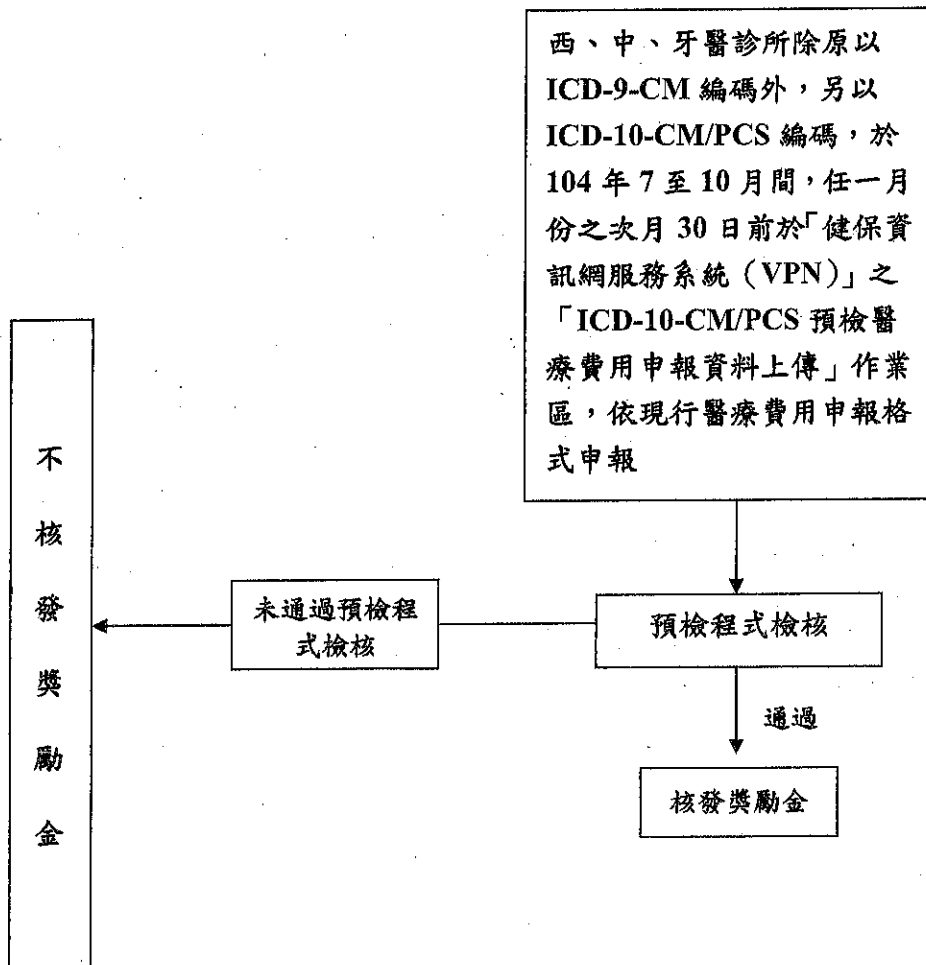 西、中、牙醫診所除原以
ICD-9-CM 編碼外，另以
ICD-10-CM/PCS 編碼，於
104 年 7 至 10 月間，任一月
份之次月 30 日前於「健保資
訊網服務系統（VPN）」之
「ICD-10-CM/PCS 預檢醫
療費用申報資料上傳」作業
區，依現行醫療費用申報格
式申報
預檢程式檢核
未通過預檢程
式檢核
不
核
發
獎
勵
金
通過
核發獎勵金